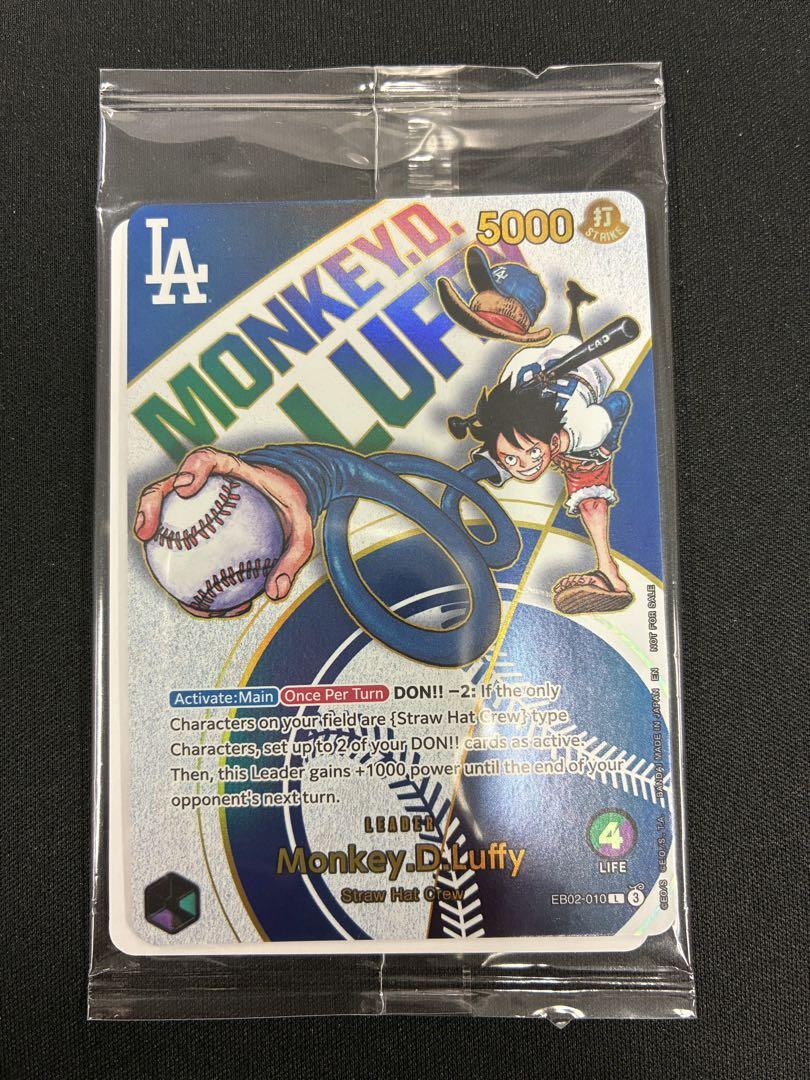 LA
MONKEY.D.
LUFFY
5000
打
STRIKE
LA
LAD
Activate:Main Once Per Turn DON!! −2: If the only
Characters on your field are {Straw Hat Crew} type
Characters, set up to 2 of your DON!! cards as active.
Then, this Leader gains +1000 power until the end of your
opponent's next turn.
LEADER
Monkey.D.Luffy
Straw Hat Crew
4
LIFE
EB02-010 L 3
©E.O/S ©E.O/S.,T.A BANDAI MADE IN JAPAN EN NOT FOR SALE